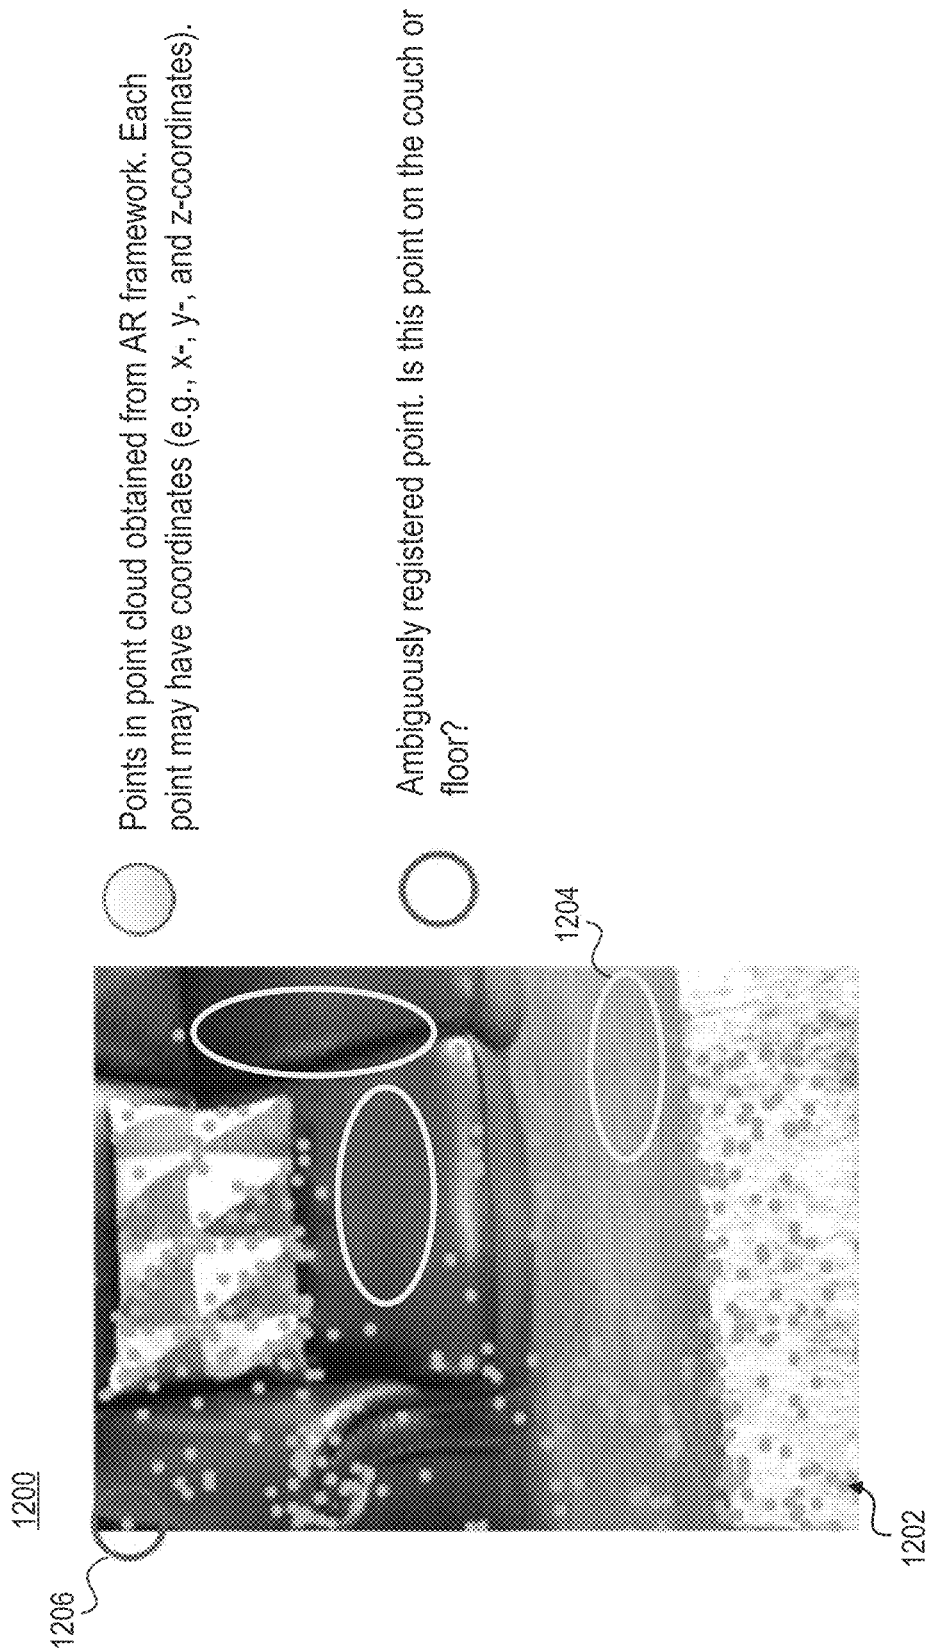 1200
1206
Points in point cloud obtained from AR framework. Each
point may have coordinates (e.g., x-, y-, and z-coordinates).
Ambiguously registered point. Is this point on the couch or
floor?
1204
1202